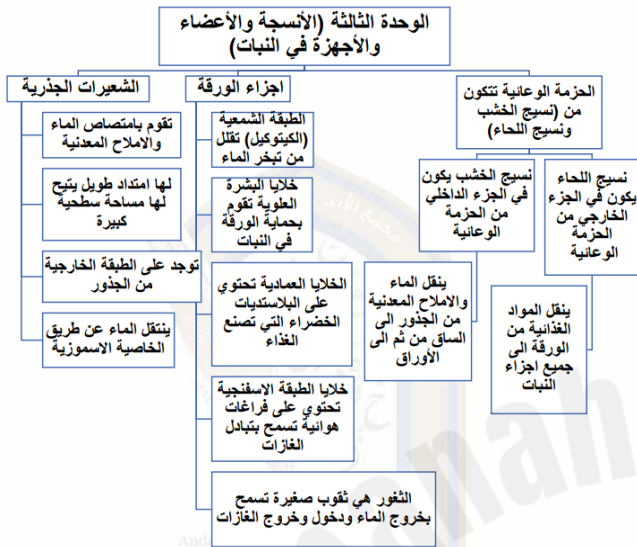 الوحدة الثالثة (الأنسجة والأعضاء
والأجهزة في النبات)
الحزمة الوعائية تتكون
من (نسيج الخشب
ونسيج اللحاء)
نسيج اللحاء
يكون في الجزء
الخارجي من
الحزمة
الوعائية
ينقل المواد
الغذائية من
الورقة الى
جميع اجزاء
النبات
نسيج الخشب يكون
في الجزء الداخلي
من الحزمة
الوعائية
ينقل الماء
والاملاح المعدنية
من الجذور الى
الساق من ثم الى
الأوراق
اجزاء الورقة
الطبقة الشمعية
(الكيتوكيل) تقلل
من تبخر الماء
خلايا البشرة
العلوية تقوم
بحماية الورقة
في النبات
الخلايا العمادية تحتوي
على البلاستديات
الخضراء التي تصنع
الغذاء
خلايا الطبقة الاسفنجية
تحتوي على فراغات
هوائية تسمح بتبادل
الغازات
الثغور هي ثقوب صغيرة تسمح
بخروج الماء ودخول وخروج الغازات
الشعيرات الجذرية
تقوم بامتصاص الماء
والاملاح المعدنية
لها امتداد طويل يتيح
لها مساحة سطحية
كبيرة
توجد على الطبقة الخارجية
من الجذور
ينتقل الماء عن طريق
الخاصية الاسموزية